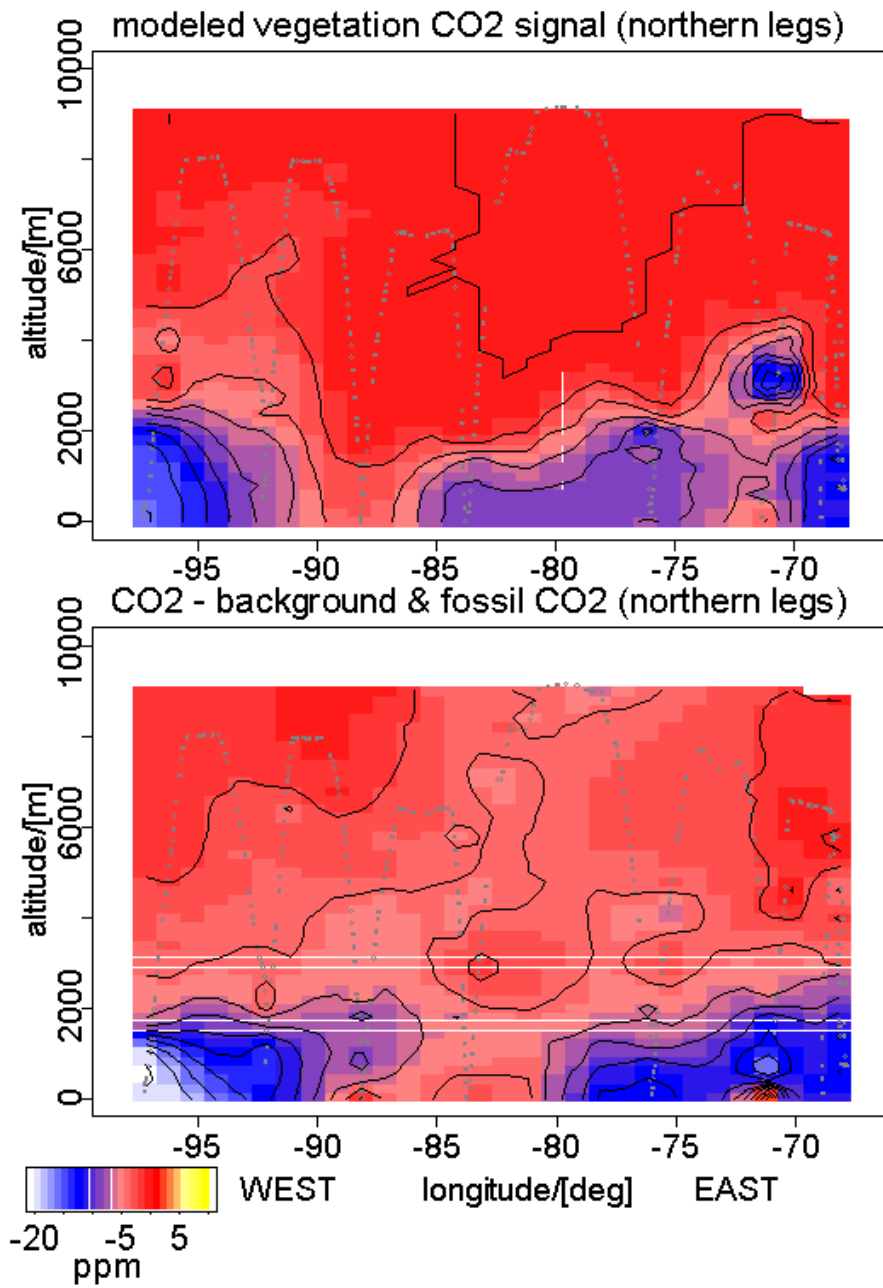 modeled vegetation CO2 signal (northern legs)
10000
6000
2000
0
altitude/[m]
-95 -90 -85 -80 -75 -70
CO2 - background & fossil CO2 (northern legs)
10000
6000
2000
0
altitude/[m]
-95 -90 -85 -80 -75 -70
WEST longitude/[deg] EAST
-20 -5 5
ppm